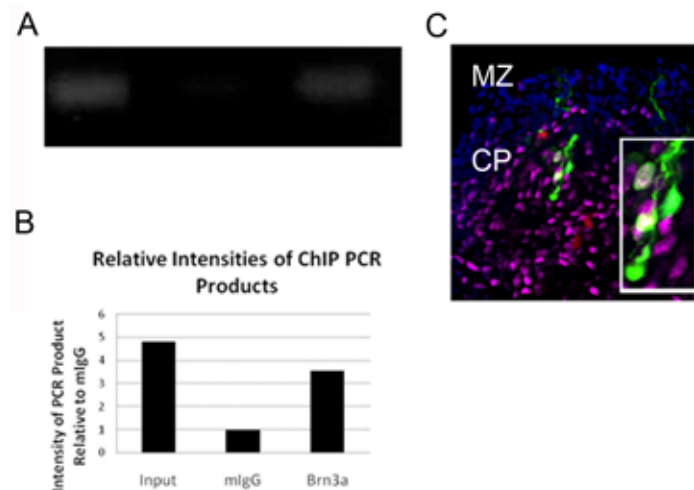 A
C
MZ
CP
B
Relative Intensities of ChIP PCR
Products
Intensity of PCR Product
Relative to mIgG
6
5
4
3
2
1
0
Input mIgG Brn3a